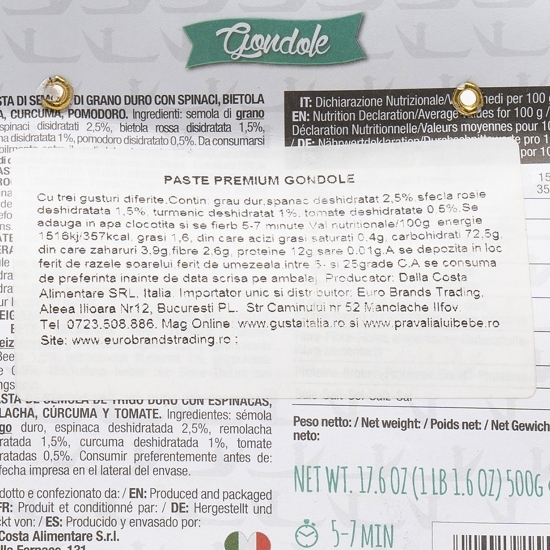 Gondole
STA DI SEMOLA DI GRANO DURO CON SPINACI, BIETOLA
A, CURCUMA, POMODORO. Ingredienti: semola di grano
spinaci disidratati 2,5%, bietola rossa disidratata 1,5%,
ma disidratata 1%, pomodoro disidratato 0,5%. Da consumarsi
IT: Dichiarazione Nutrizionale/V medi per 100
EN: Nutrition Declaration/Average Values for 100 g /
Déclaration Nutritionnelle/Valeurs moyennes pour 10
/ DE: Nährwertdeklaration/Durchschnittswerte pro
PASTE PREMIUM GONDOLE
Cu trei gusturi diferite.Contin: grau dur,spanac deshidratat 2,5%,sfecla rosie
deshidratata 1,5%, turmenic deshidratat 1%, tomate deshidratate 0.5%.Se
adauga in apa clocotita si se fierb 5-7 minute Val.nutritionale/100g: energie
1516kj/357kcal, grasi 1,6, din care acizi grasi saturati 0,4g, carbohidrati 72,5g,
din care zaharuri 3,9g,fibre 2,6g, proteine 12g sare 0.01g.A se depozita in loc
ferit de razele soarelui ferit de umezeala intre 5- si 25grade C.A se consuma
de preferinta inainte de data scrisa pe ambalaj. Producator: Dalla Costa
Alimentare SRL, Italia. Importator unic si distribuitor: Euro Brands Trading,
Aleea Ilioara Nr12, Bucuresti PL. Str Caminului nr 52 Manolache Ilfov.
Tel 0723.508.886, Mag Online: www.gustaitalia.ro si www.pravalialuibebe.ro
Site: www.eurobrandstrading.ro ;
STA DE SÉMOLA DE TRIGO DURO CON ESPINACAS,
OLACHA, CÚRCUMA Y TOMATE. Ingredientes: sémola
go duro, espinaca deshidratada 2,5%, remolacha
dratada 1,5%, curcuma deshidratada 1%, tomate
dratadas 0,5%. Consumir preferentemente antes de:
fecha impresa en el lateral del envase.
dotto e confezionato da: / EN: Produced and packaged
FR: Produit et conditionné par: / DE: Hergestellt und
ckt von: / ES: Producido y envasado por:
Costa Alimentare S.r.l.
Peso netto: / Net weight: / Poids net: / Net Gewich
neto:
NET WT. 17.6 OZ (1 LB 1.6 OZ) 500g
5-7 MIN